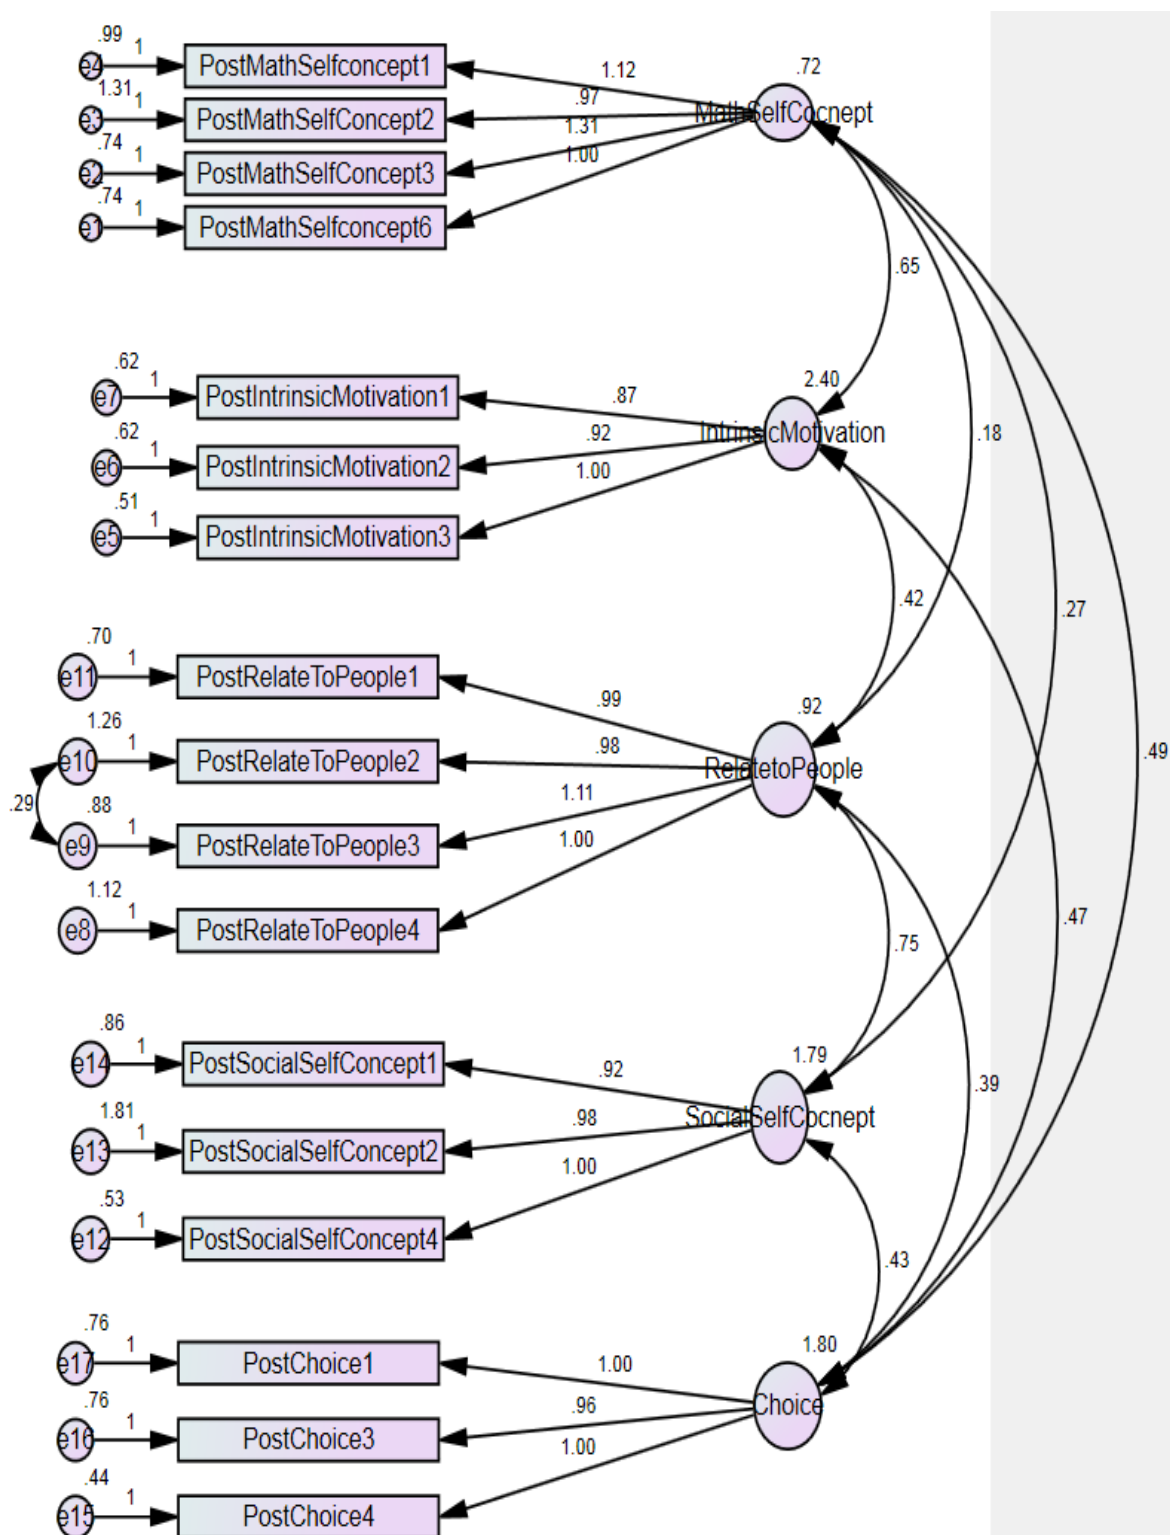 .99
1
e4
PostMathSelfconcept1
1.12
.72
1.31
1
e3
PostMathSelfConcept2
.97
MathSelfCocnept
.74
1
e2
PostMathSelfConcept3
1.31
.74
1
e1
PostMathSelfconcept6
1.00
.65
.62
1
e7
PostIntrinsicMotivation1
.87
2.40
.62
1
e6
PostIntrinsicMotivation2
.92
IntrinsicMotivation
.18
.51
1
e5
PostIntrinsicMotivation3
1.00
.42
.27
.70
1
e11
PostRelateToPeople1
.99
.92
1.26
1
e10
PostRelateToPeople2
.98
RelatetoPeople
.49
.29
.88
1
e9
PostRelateToPeople3
1.11
1.12
1
e8
PostRelateToPeople4
1.00
.75
.47
.86
1
e14
PostSocialSelfConcept1
.92
1.79
.39
1.81
1
e13
PostSocialSelfConcept2
.98
SocialSelfCocnept
.53
1
e12
PostSocialSelfConcept4
1.00
.43
.76
1
e17
PostChoice1
1.00
1.80
.76
1
e16
PostChoice3
.96
Choice
.44
1
e15
PostChoice4
1.00